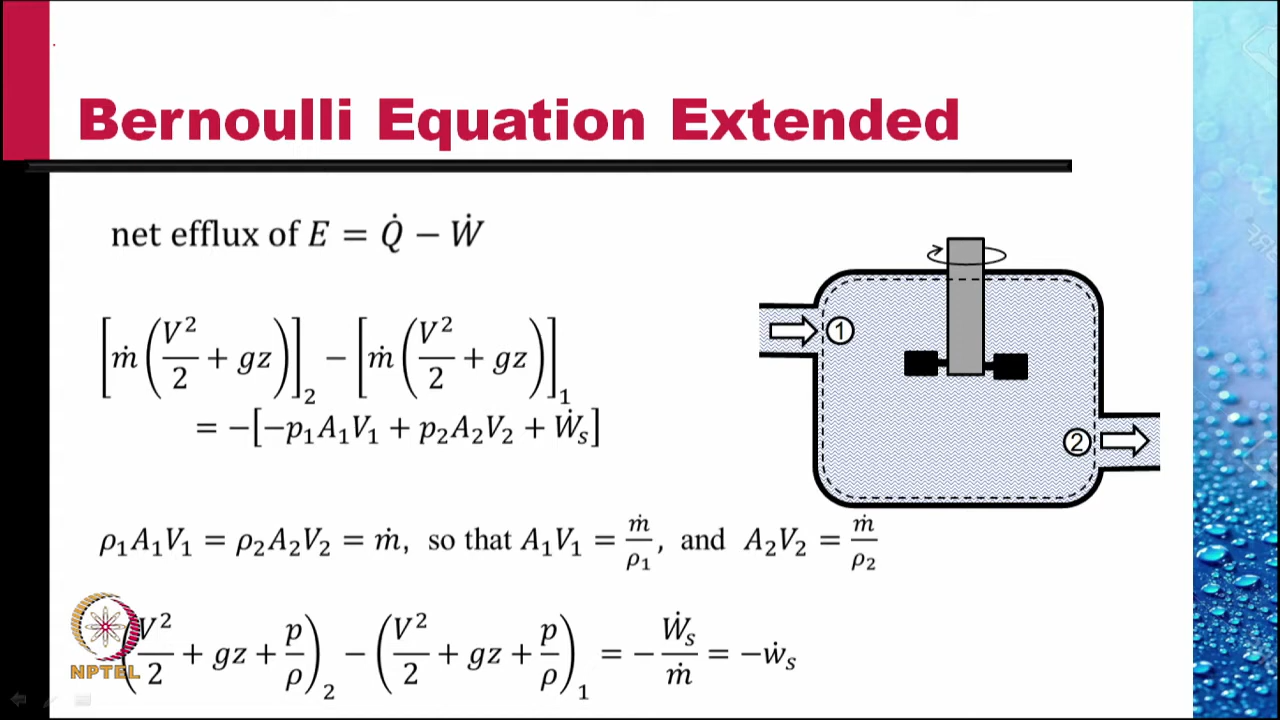 Bernoulli Equation Extended
net efflux of E = Q̇ − Ẇ
[ṁ(V²/2 + gz)]₂ − [ṁ(V²/2 + gz)]₁
= −[−p₁A₁V₁ + p₂A₂V₂ + Ẇₛ]
①
②
ρ₁A₁V₁ = ρ₂A₂V₂ = ṁ, so that A₁V₁ = ṁ/ρ₁, and A₂V₂ = ṁ/ρ₂
(V²/2 + gz + p/ρ)₂ − (V²/2 + gz + p/ρ)₁ = −Ẇₛ/ṁ = −ẇₛ
NPTEL